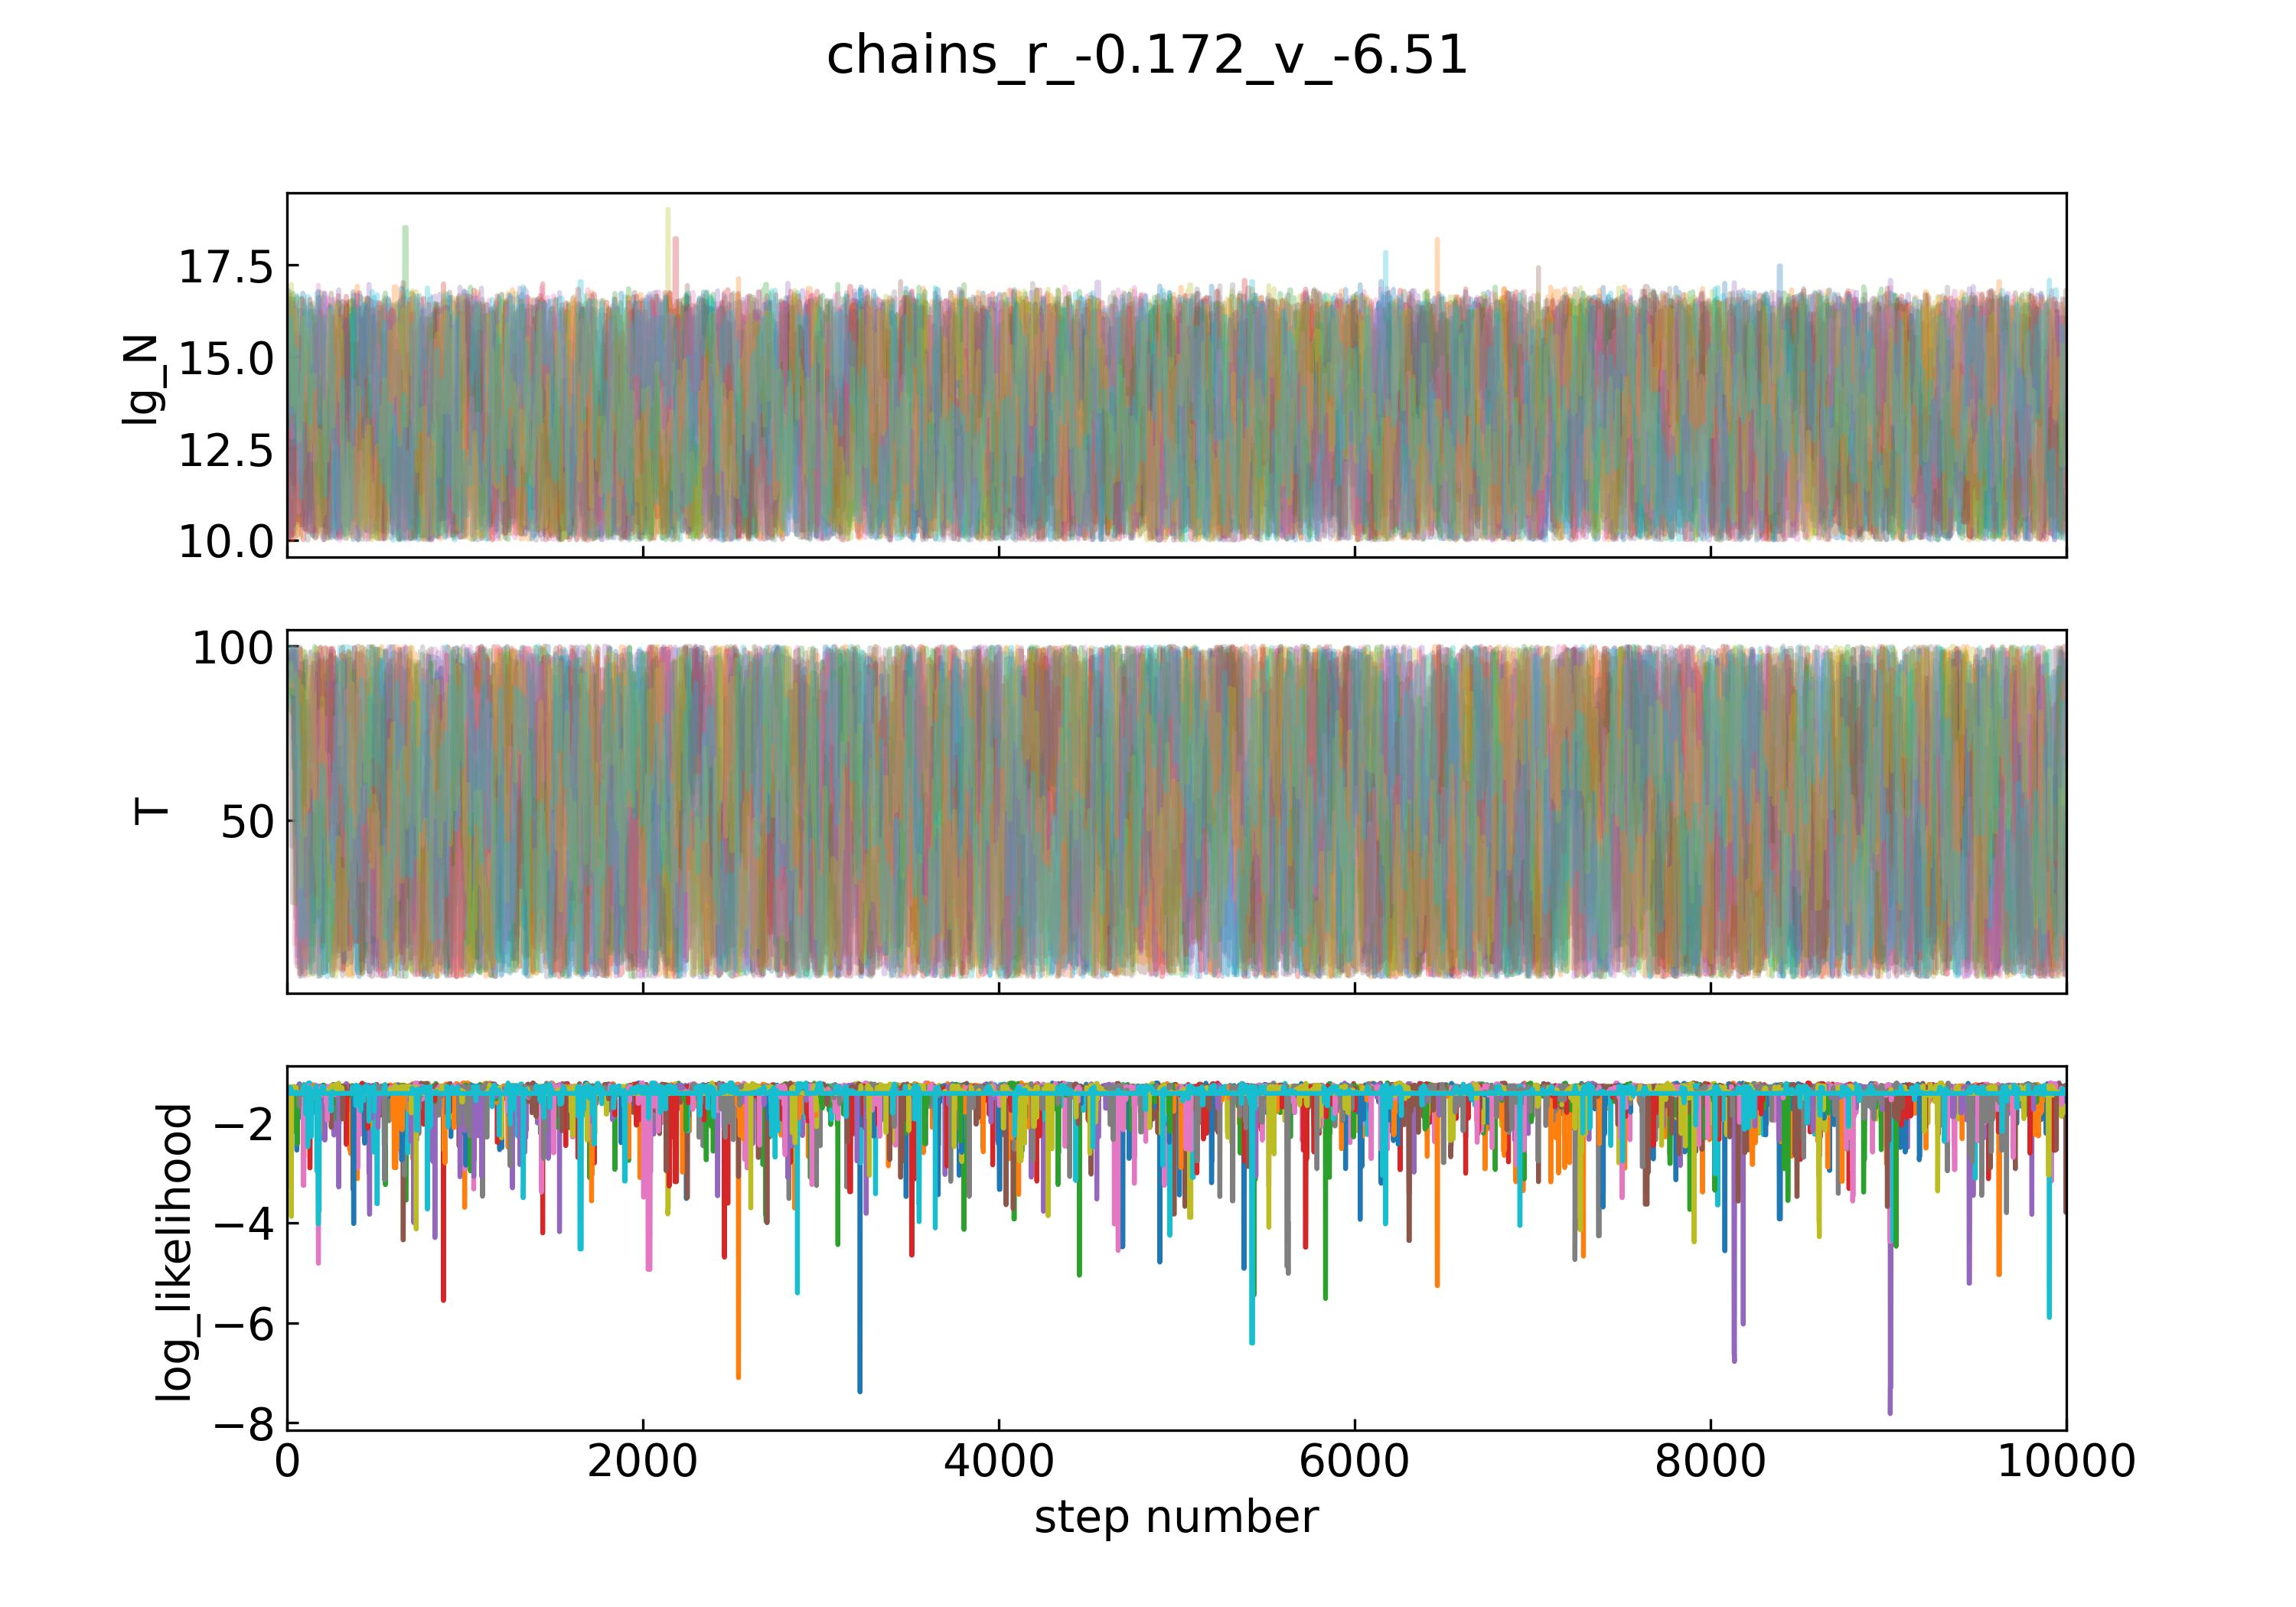 chains_r_-0.172_v_-6.51
17.5
15.0
12.5
10.0
lg_N
100
50
T
−2
−4
−6
−8
log_likelihood
0 2000 4000 6000 8000 10000
step number